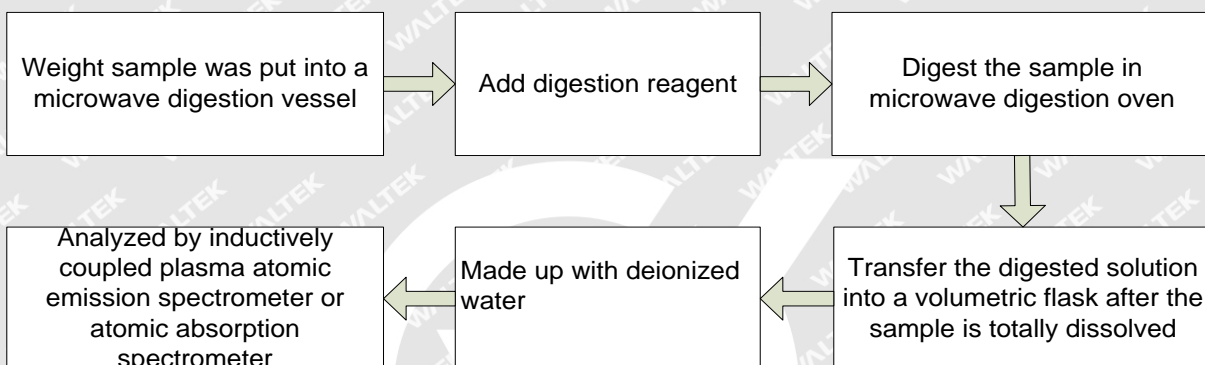 Weight sample was put into a
microwave digestion vessel
Add digestion reagent
Digest the sample in
microwave digestion oven
Transfer the digested solution
into a volumetric flask after the
sample is totally dissolved
Made up with deionized
water
Analyzed by inductively
coupled plasma atomic
emission spectrometer or
atomic absorption
spectrometer
WALTEK